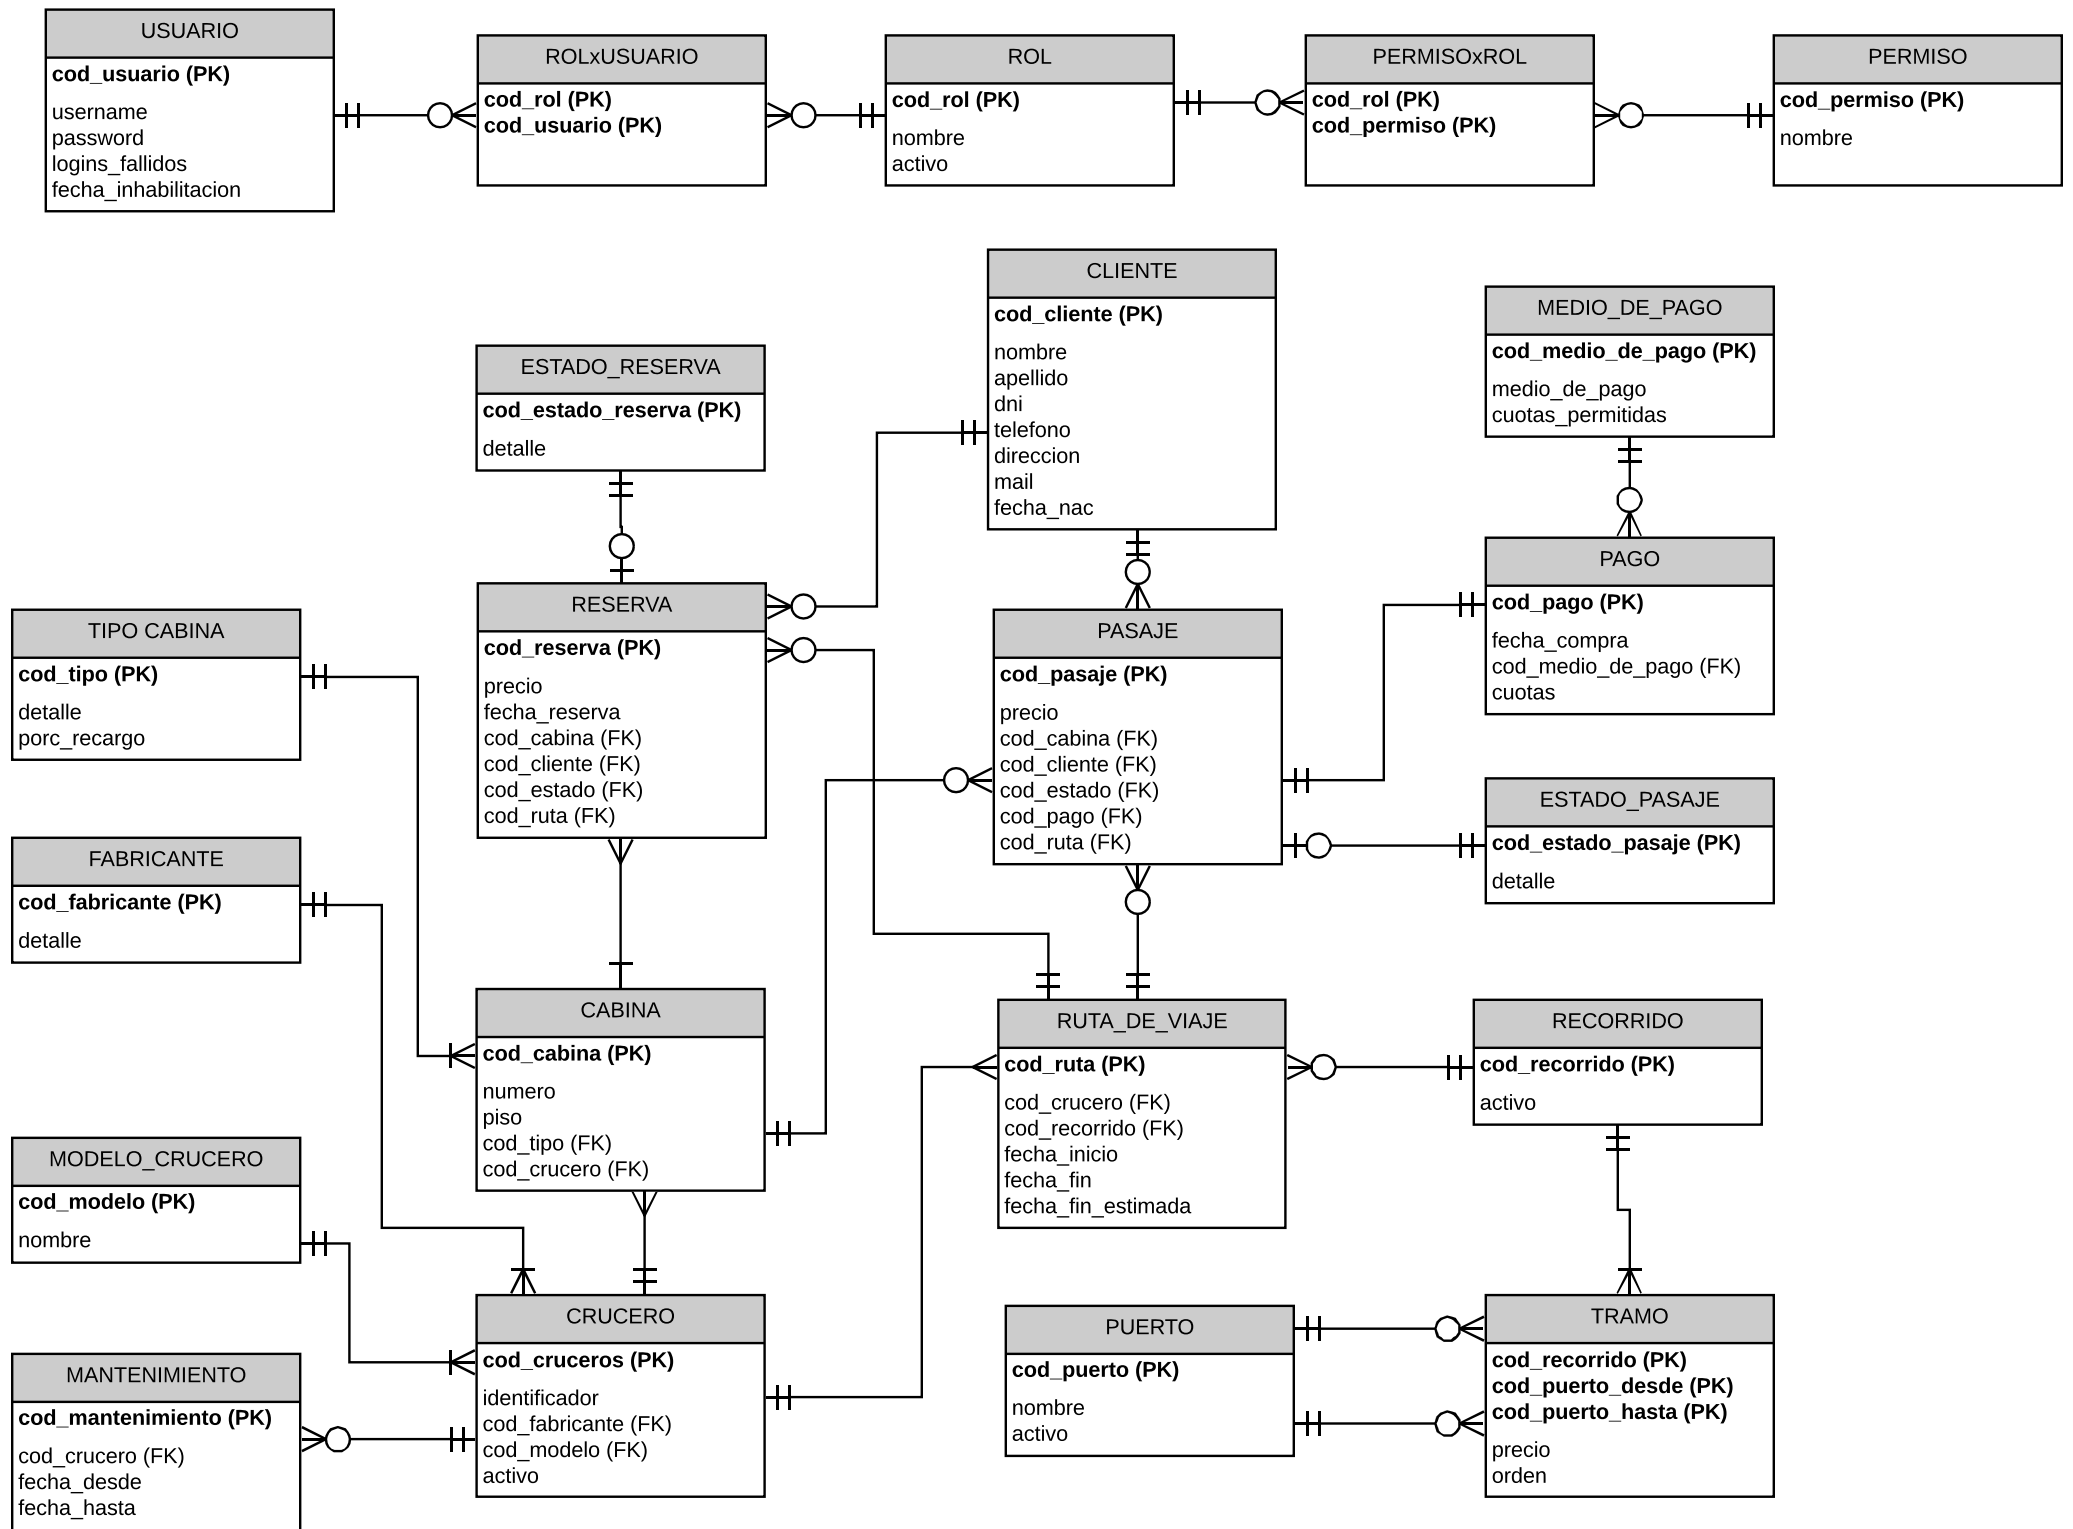 USUARIO
cod_usuario (PK)
username
password
logins_fallidos
fecha_inhabilitacion
ROLxUSUARIO
cod_rol (PK)
cod_usuario (PK)
ROL
cod_rol (PK)
nombre
activo
PERMISOxROL
cod_rol (PK)
cod_permiso (PK)
PERMISO
cod_permiso (PK)
nombre
CLIENTE
cod_cliente (PK)
nombre
apellido
dni
telefono
direccion
mail
fecha_nac
MEDIO_DE_PAGO
cod_medio_de_pago (PK)
medio_de_pago
cuotas_permitidas
ESTADO_RESERVA
cod_estado_reserva (PK)
detalle
PAGO
cod_pago (PK)
fecha_compra
cod_medio_de_pago (FK)
cuotas
RESERVA
cod_reserva (PK)
precio
fecha_reserva
cod_cabina (FK)
cod_cliente (FK)
cod_estado (FK)
cod_ruta (FK)
TIPO CABINA
cod_tipo (PK)
detalle
porc_recargo
PASAJE
cod_pasaje (PK)
precio
cod_cabina (FK)
cod_cliente (FK)
cod_estado (FK)
cod_pago (FK)
cod_ruta (FK)
ESTADO_PASAJE
cod_estado_pasaje (PK)
detalle
FABRICANTE
cod_fabricante (PK)
detalle
CABINA
cod_cabina (PK)
numero
piso
cod_tipo (FK)
cod_crucero (FK)
RUTA_DE_VIAJE
cod_ruta (PK)
cod_crucero (FK)
cod_recorrido (FK)
fecha_inicio
fecha_fin
fecha_fin_estimada
RECORRIDO
cod_recorrido (PK)
activo
MODELO_CRUCERO
cod_modelo (PK)
nombre
CRUCERO
cod_cruceros (PK)
identificador
cod_fabricante (FK)
cod_modelo (FK)
activo
PUERTO
cod_puerto (PK)
nombre
activo
TRAMO
cod_recorrido (PK)
cod_puerto_desde (PK)
cod_puerto_hasta (PK)
precio
orden
MANTENIMIENTO
cod_mantenimiento (PK)
cod_crucero (FK)
fecha_desde
fecha_hasta